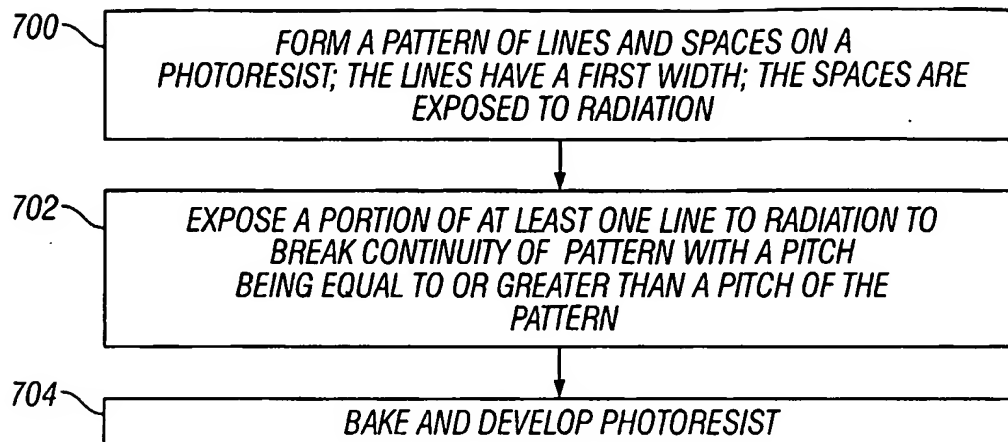 700
FORM A PATTERN OF LINES AND SPACES ON A
PHOTORESIST; THE LINES HAVE A FIRST WIDTH; THE SPACES ARE
EXPOSED TO RADIATION
702
EXPOSE A PORTION OF AT LEAST ONE LINE TO RADIATION TO
BREAK CONTINUITY OF PATTERN WITH A PITCH
BEING EQUAL TO OR GREATER THAN A PITCH OF THE
PATTERN
704
BAKE AND DEVELOP PHOTORESIST